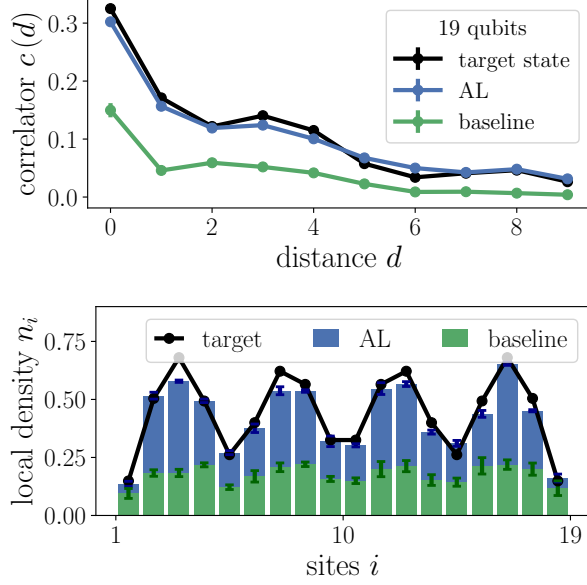 0.3
0.2
0.1
0.0
correlator c (d)
19 qubits
target state
AL
baseline
0 2 4 6 8
distance d
0.75
0.50
0.25
0.00
local density n_i
target AL baseline
1 10 19
sites i